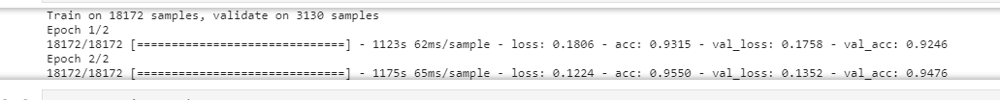 Train on 18172 samples, validate on 3130 samples
Epoch 1/2
18172/18172 [==============================] - 1123s 62ms/sample - loss: 0.1806 - acc: 0.9315 - val_loss: 0.1758 - val_acc: 0.9246
Epoch 2/2
18172/18172 [==============================] - 1175s 65ms/sample - loss: 0.1224 - acc: 0.9550 - val_loss: 0.1352 - val_acc: 0.9476